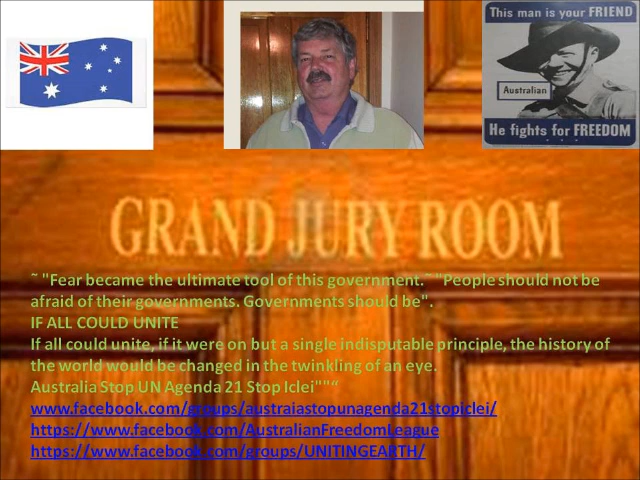 This man is your FRIEND
Australian
He fights for FREEDOM
GRAND JURY ROOM
~ "Fear became the ultimate tool of this government.~ "People should not be
afraid of their governments. Governments should be".
IF ALL COULD UNITE
If all could unite, if it were on but a single indisputable principle, the history of
the world would be changed in the twinkling of an eye.
Australia Stop UN Agenda 21 Stop Iclei""“
www.facebook.com/groups/austraiastopunagenda21stopiclei/
https://www.facebook.com/AustralianFreedomLeague
https://www.facebook.com/groups/UNITINGEARTH/